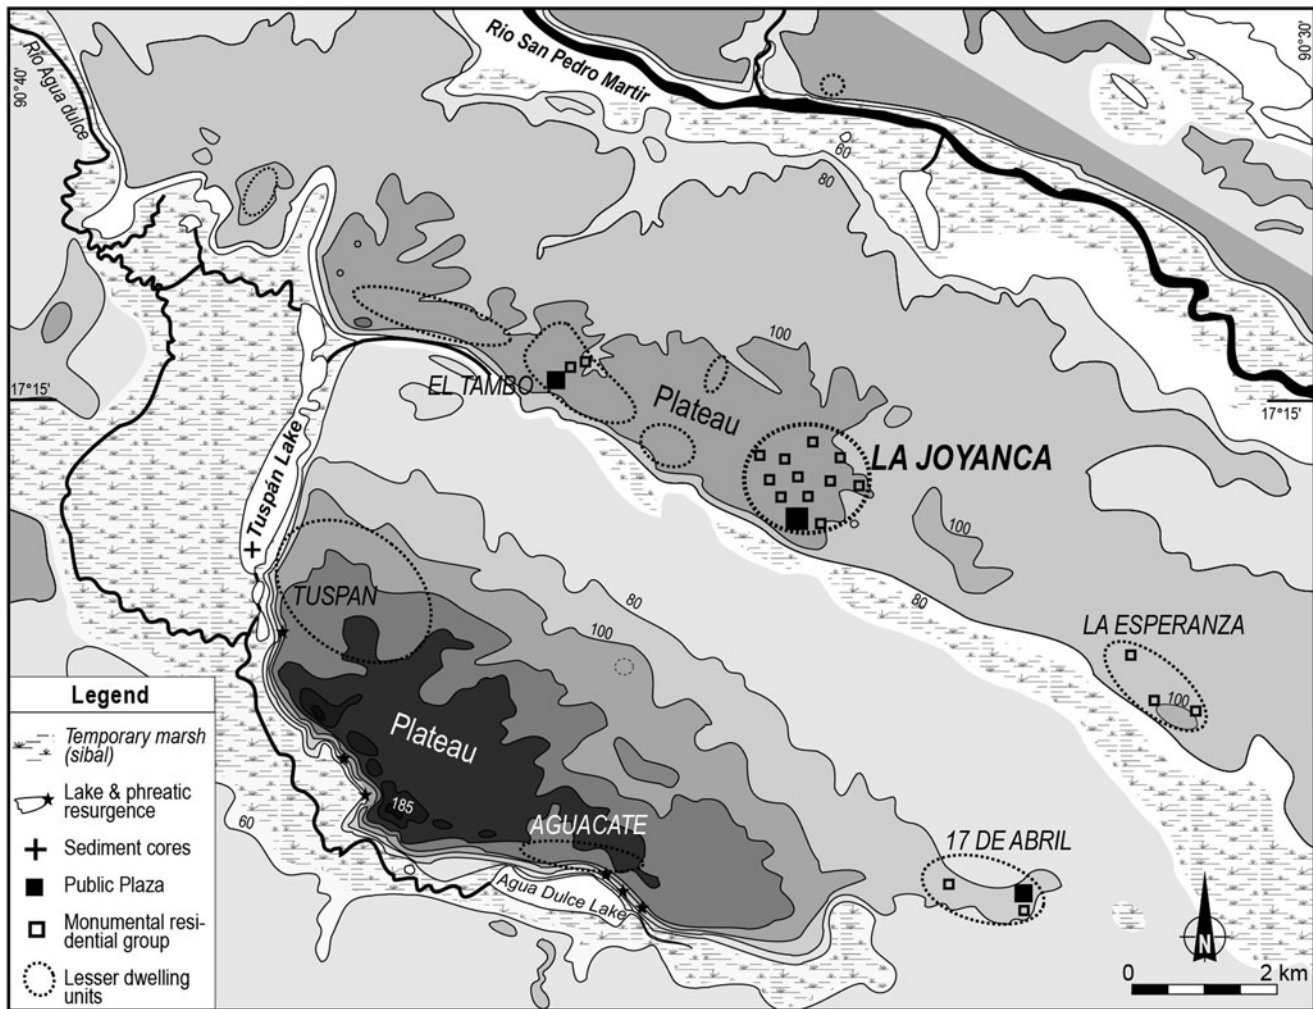 90°40'
Rio Agua dulce
Rio San Pedro Martir
90°30'
60
80
17°15'
EL TAMBO
100
Plateau
17°15'
LA JOYANCA
Tuspán Lake
100
TUSPAN
80
100
80
LA ESPERANZA
100
Plateau
185
AGUACATE
17 DE ABRIL
Agua Dulce Lake
60
Legend
Temporary marsh
(sibal)
Lake & phreatic
resurgence
Sediment cores
Public Plaza
Monumental resi-
dential group
Lesser dwelling
units
N
0 2 km